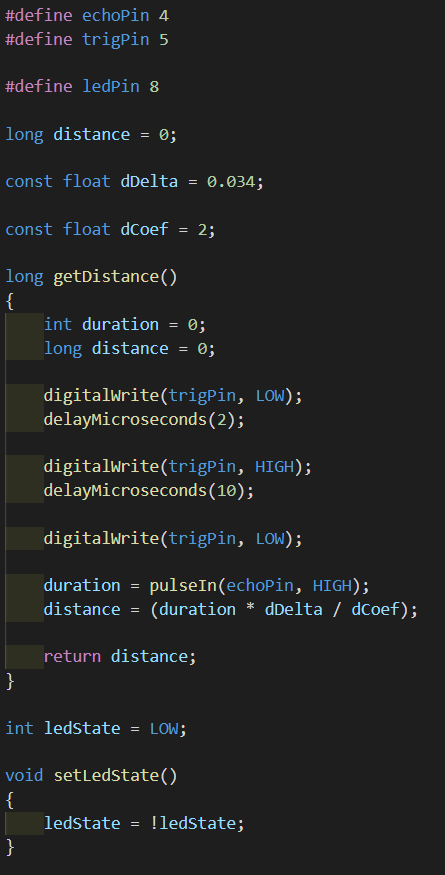 #define echoPin 4
#define trigPin 5
#define ledPin 8
long distance = 0;
const float dDelta = 0.034;
const float dCoef = 2;
long getDistance()
{
    int duration = 0;
    long distance = 0;
    digitalWrite(trigPin, LOW);
    delayMicroseconds(2);
    digitalWrite(trigPin, HIGH);
    delayMicroseconds(10);
    digitalWrite(trigPin, LOW);
    duration = pulseIn(echoPin, HIGH);
    distance = (duration * dDelta / dCoef);
    return distance;
}
int ledState = LOW;
void setLedState()
{
    ledState = !ledState;
}